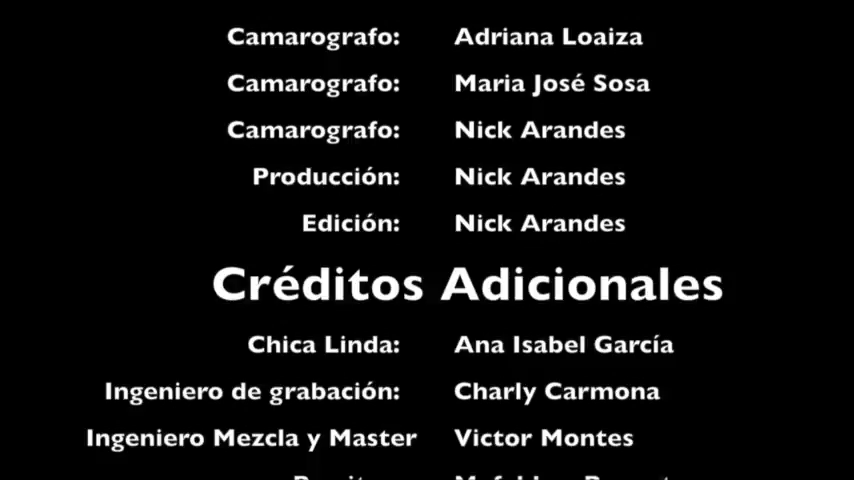 Camarografo: Adriana Loaiza
Camarografo: Maria José Sosa
Camarografo: Nick Arandes
Producción: Nick Arandes
Edición: Nick Arandes
Créditos Adicionales
Chica Linda: Ana Isabel García
Ingeniero de grabación: Charly Carmona
Ingeniero Mezcla y Master Victor Montes